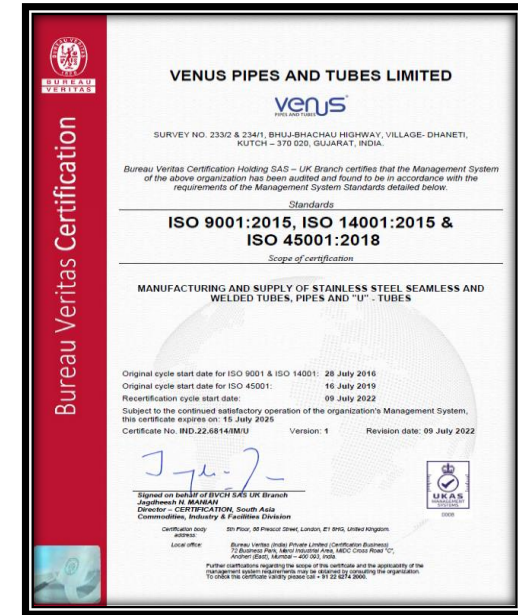 BUREAU
VERITAS
Bureau Veritas Certification
VENUS PIPES AND TUBES LIMITED
venus
PIPES AND TUBES
SURVEY NO. 233/2 & 234/1, BHUJ-BHACHAU HIGHWAY, VILLAGE- DHANETI,
KUTCH – 370 020, GUJARAT, INDIA.
Bureau Veritas Certification Holding SAS – UK Branch certifies that the Management System
of the above organization has been audited and found to be in accordance with the
requirements of the Management System Standards detailed below.
Standards
ISO 9001:2015, ISO 14001:2015 &
ISO 45001:2018
Scope of certification
MANUFACTURING AND SUPPLY OF STAINLESS STEEL SEAMLESS AND
WELDED TUBES, PIPES AND "U" - TUBES
Original cycle start date for ISO 9001 & ISO 14001: 28 July 2016
Original cycle start date for ISO 45001: 16 July 2019
Recertification cycle start date: 09 July 2022
Subject to the continued satisfactory operation of the organization's Management System,
this certificate expires on: 15 July 2025
Certificate No. IND.22.6814/IM/U Version: 1 Revision date: 09 July 2022
Signed on behalf of BVCH SAS UK Branch
Jagdheesh N. MANIAN
Director – CERTIFICATION, South Asia
Commodities, Industry & Facilities Division
UKAS
MANAGEMENT
SYSTEMS
0008
Certification body address: 5th Floor, 66 Prescot Street, London, E1 8HG, United Kingdom.
Local office: Bureau Veritas (India) Private Limited (Certification Business)
72 Business Park, Marol Industrial Area, MIDC Cross Road "C",
Andheri (East), Mumbai – 400 093, India.
Further clarifications regarding the scope of this certificate and the applicability of the
management system requirements may be obtained by consulting the organization.
To check this certificate validity please call + 91 22 6274 2000.